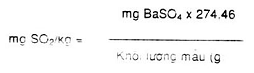 mg BaSO4 x 274.46
mg SO2/kg =
Khối lượng mẫu (g